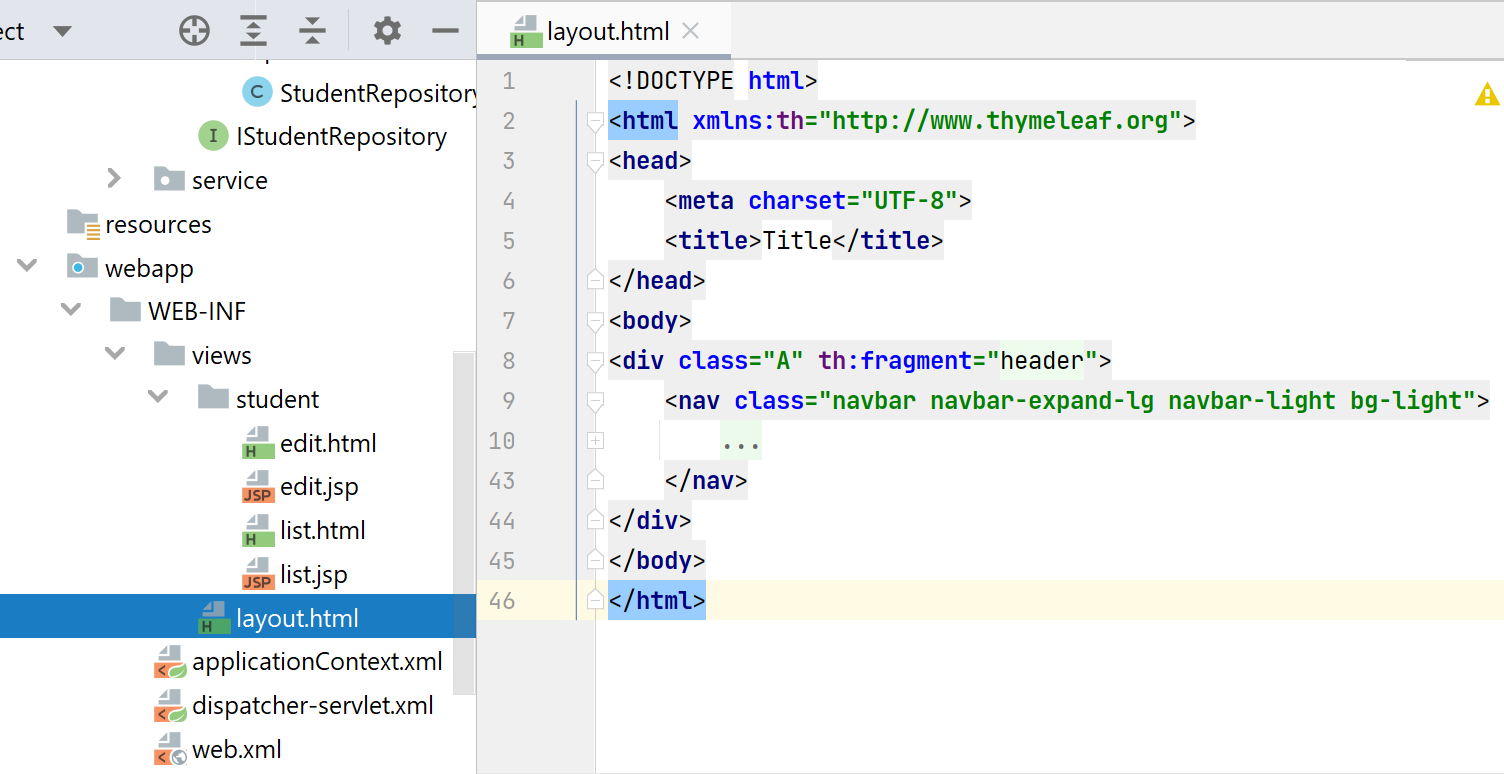 ect
layout.html
StudentRepository
IStudentRepository
service
resources
webapp
WEB-INF
views
student
edit.html
edit.jsp
list.html
list.jsp
layout.html
applicationContext.xml
dispatcher-servlet.xml
web.xml
1 <!DOCTYPE html>
2 <html xmlns:th="http://www.thymeleaf.org">
3 <head>
4 <meta charset="UTF-8">
5 <title>Title</title>
6 </head>
7 <body>
8 <div class="A" th:fragment="header">
9 <nav class="navbar navbar-expand-lg navbar-light bg-light">
10 ...
43 </nav>
44 </div>
45 </body>
46 </html>